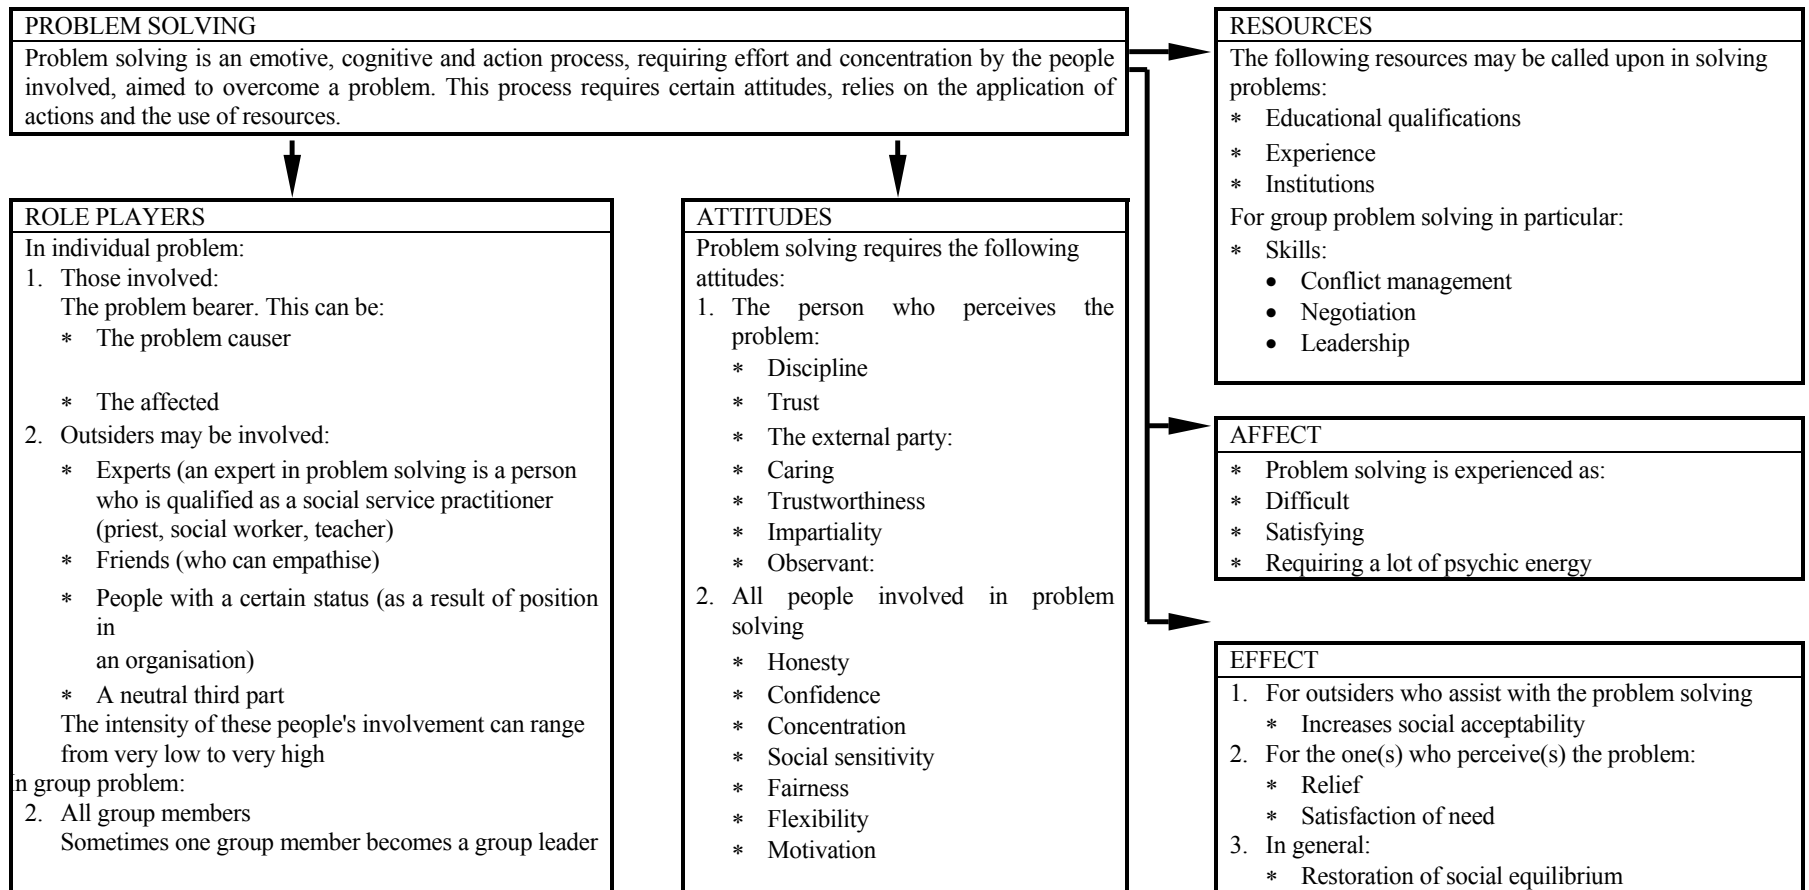 PROBLEM SOLVING
Problem solving is an emotive, cognitive and action process, requiring effort and concentration by the people
involved, aimed to overcome a problem. This process requires certain attitudes, relies on the application of
actions and the use of resources.
ROLE PLAYERS
In individual problem:
1. Those involved:
The problem bearer. This can be:
* The problem causer
* The affected
2. Outsiders may be involved:
* Experts (an expert in problem solving is a person
who is qualified as a social service practitioner
(priest, social worker, teacher)
* Friends (who can empathise)
* People with a certain status (as a result of position
in
an organisation)
* A neutral third part
The intensity of these people's involvement can range
from very low to very high
In group problem:
2. All group members
Sometimes one group member becomes a group leader
ATTITUDES
Problem solving requires the following
attitudes:
1. The person who perceives the
problem:
* Discipline
* Trust
* The external party:
* Caring
* Trustworthiness
* Impartiality
* Observant:
2. All people involved in problem
solving
* Honesty
* Confidence
* Concentration
* Social sensitivity
* Fairness
* Flexibility
* Motivation
RESOURCES
The following resources may be called upon in solving
problems:
* Educational qualifications
* Experience
* Institutions
For group problem solving in particular:
* Skills:
• Conflict management
• Negotiation
• Leadership
AFFECT
* Problem solving is experienced as:
* Difficult
* Satisfying
* Requiring a lot of psychic energy
EFFECT
1. For outsiders who assist with the problem solving
* Increases social acceptability
2. For the one(s) who perceive(s) the problem:
* Relief
* Satisfaction of need
3. In general:
* Restoration of social equilibrium